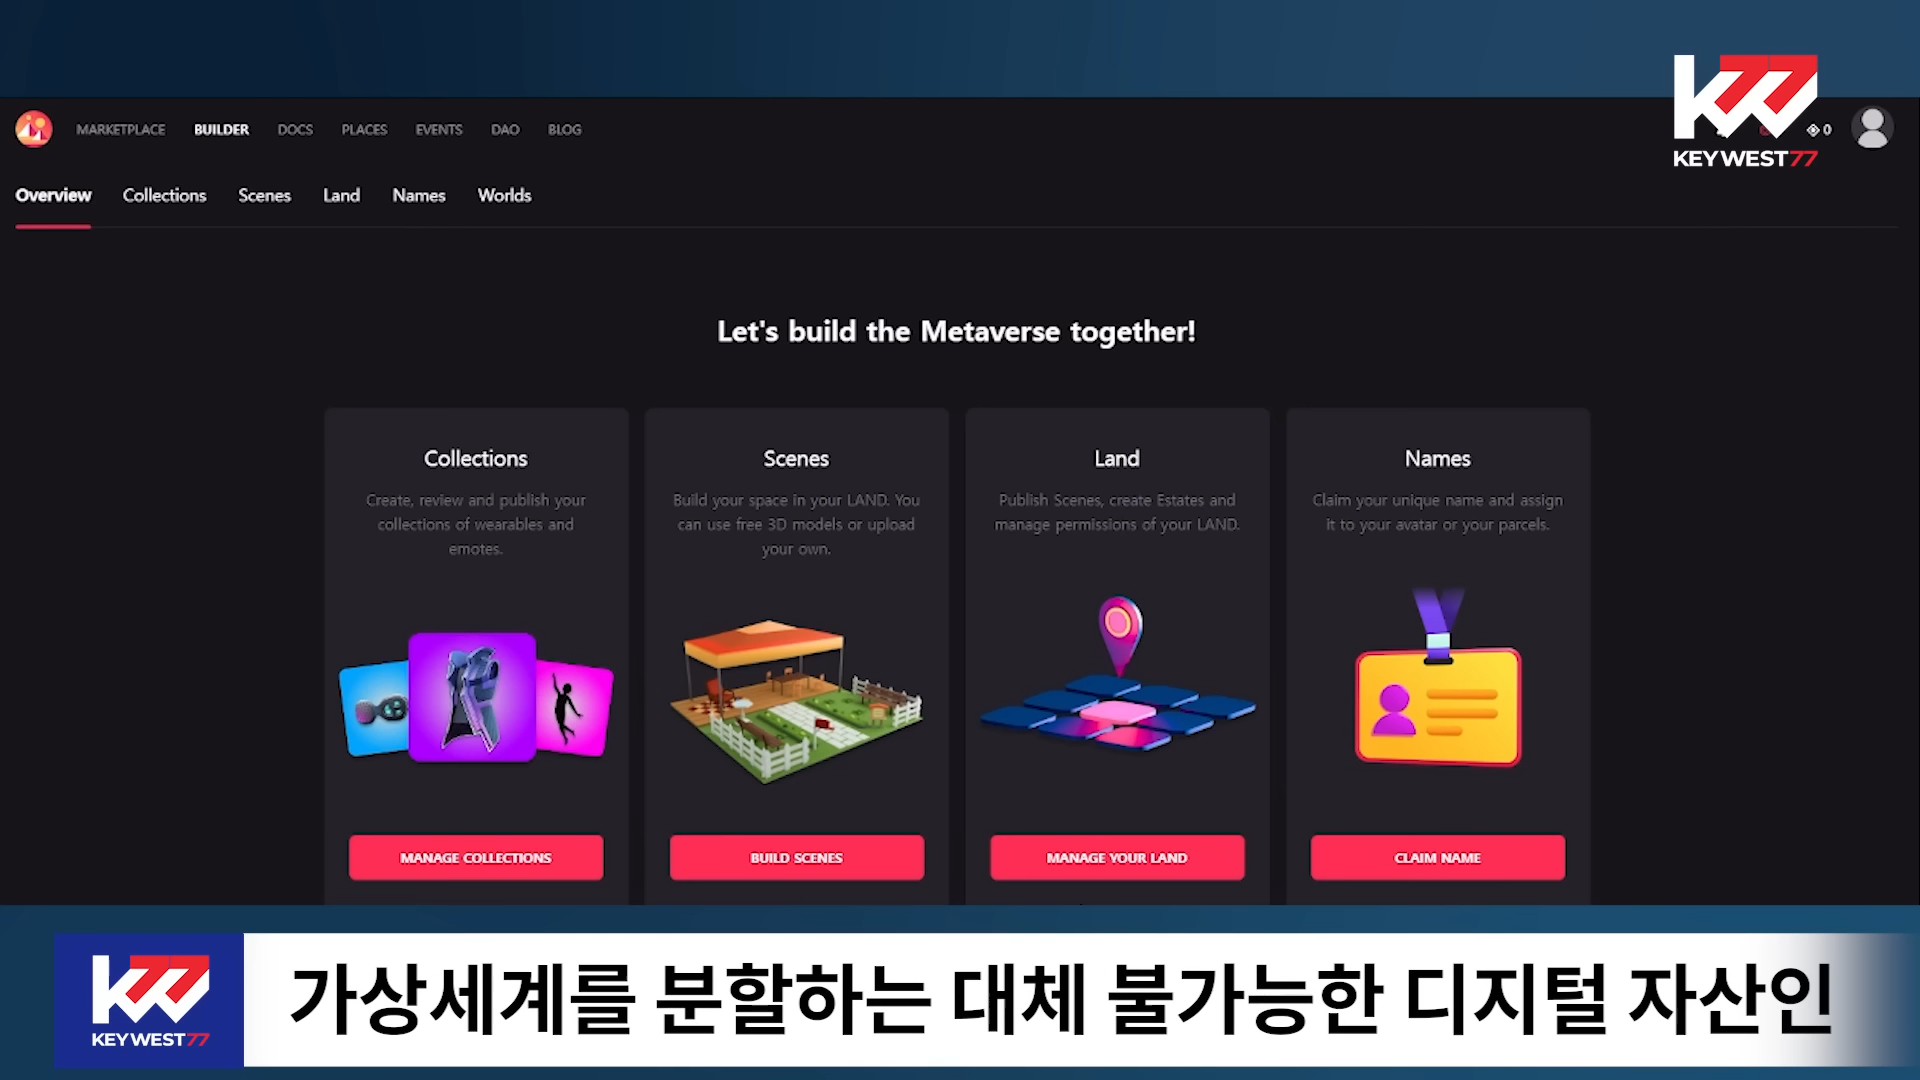 K77
KEYWEST77
MARKETPLACE BUILDER DOCS PLACES EVENTS DAO BLOG
0
Overview Collections Scenes Land Names Worlds
Let's build the Metaverse together!
Collections
Create, review and publish your
collections of wearables and
emotes.
MANAGE COLLECTIONS
Scenes
Build your space in your LAND. You
can use free 3D models or upload
your own.
BUILD SCENES
Land
Publish Scenes, create Estates and
manage permissions of your LAND.
MANAGE YOUR LAND
Names
Claim your unique name and assign
it to your avatar or your parcels.
CLAIM NAME
K77
KEYWEST77
가상세계를 분할하는 대체 불가능한 디지털 자산인